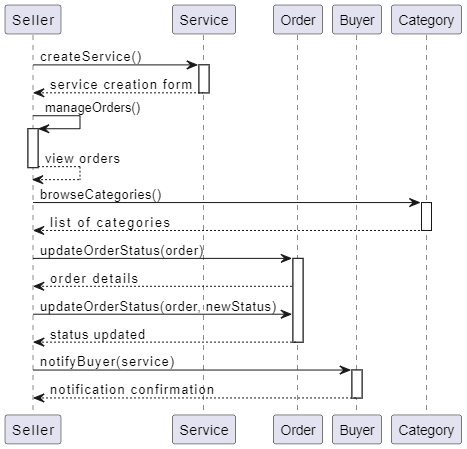 Seller Service Order Buyer Category
createService()
service creation form
manageOrders()
view orders
browseCategories()
list of categories
updateOrderStatus(order)
order details
updateOrderStatus(order, newStatus)
status updated
notifyBuyer(service)
notification confirmation
Seller Service Order Buyer Category